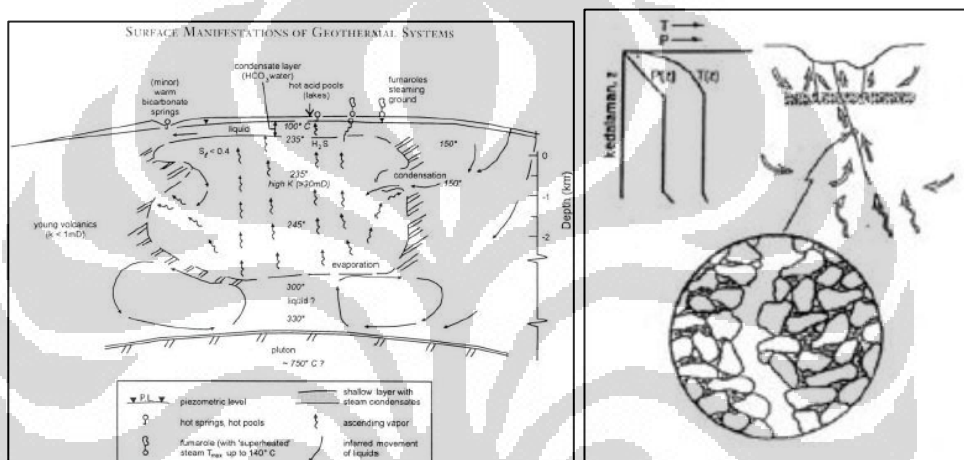 SURFACE MANIFESTATIONS OF GEOTHERMAL SYSTEMS
condensate layer
(HCO₃ water)
(minor)
warm
bicarbonate
springs
hot acid pools
(lakes)
fumaroles
steaming
ground
liquid
100° C
235°
H₂S
150°
Sℓ < 0.4
235°
high K (>30mD)
condensation
150°
0
-1
-2
Depth (km)
young volcanics
(k < 1mD)
245°
evaporation
300°
liquid ?
330°
pluton
~ 750° C ?
P.L.
piezometric level
hot springs, hot pools
fumarole (with 'superheated'
steam Tmax up to 140° C
shallow layer with
steam condensates
ascending vapor
inferred movement
of liquids
T
P
P(z)
T(z)
kedalaman, z